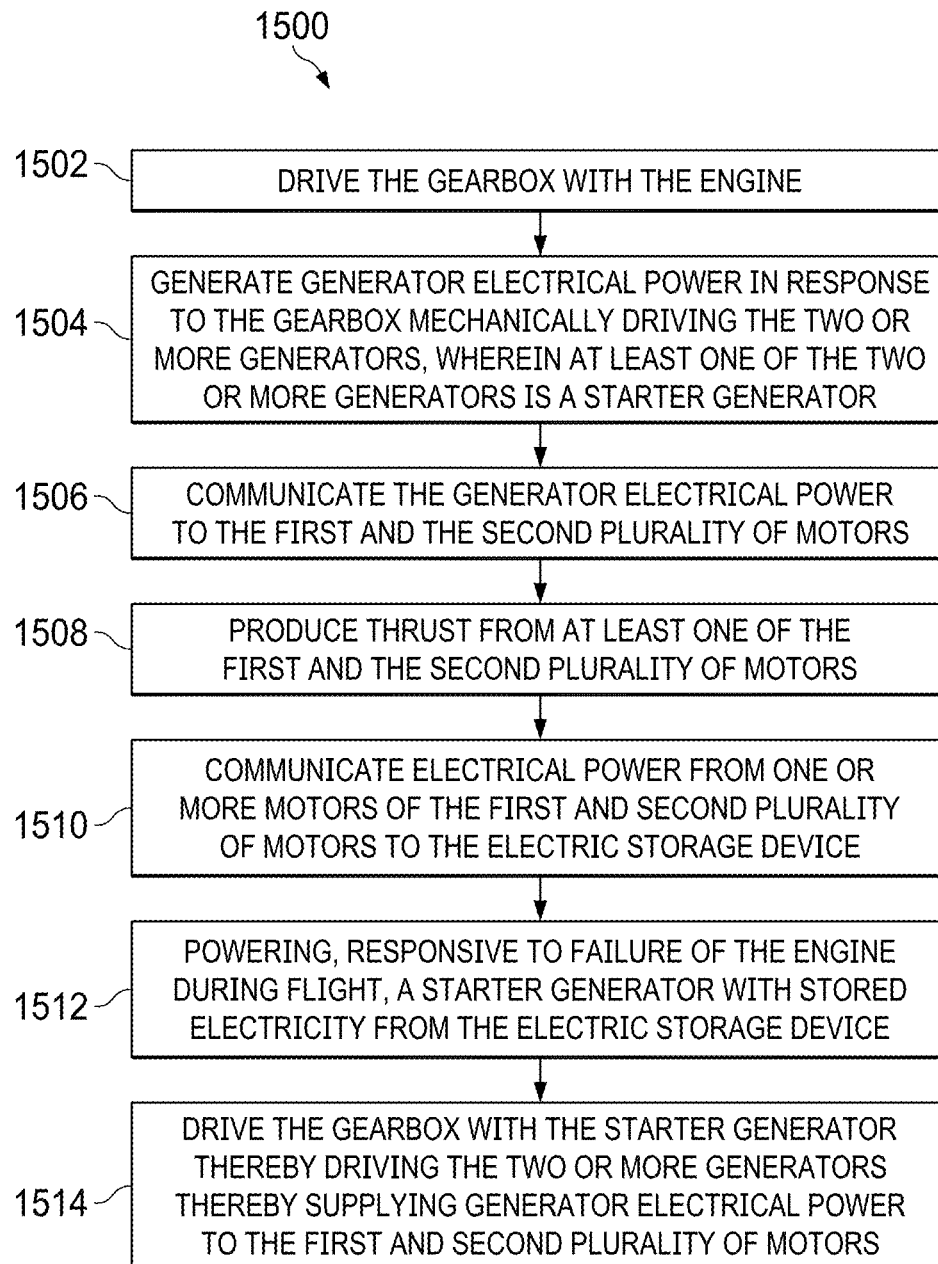 1500
1502
DRIVE THE GEARBOX WITH THE ENGINE
1504
GENERATE GENERATOR ELECTRICAL POWER IN RESPONSE
TO THE GEARBOX MECHANICALLY DRIVING THE TWO OR
MORE GENERATORS, WHEREIN AT LEAST ONE OF THE TWO
OR MORE GENERATORS IS A STARTER GENERATOR
1506
COMMUNICATE THE GENERATOR ELECTRICAL POWER
TO THE FIRST AND THE SECOND PLURALITY OF MOTORS
1508
PRODUCE THRUST FROM AT LEAST ONE OF THE
FIRST AND THE SECOND PLURALITY OF MOTORS
1510
COMMUNICATE ELECTRICAL POWER FROM ONE OR
MORE MOTORS OF THE FIRST AND SECOND PLURALITY
OF MOTORS TO THE ELECTRIC STORAGE DEVICE
1512
POWERING, RESPONSIVE TO FAILURE OF THE ENGINE
DURING FLIGHT, A STARTER GENERATOR WITH STORED
ELECTRICITY FROM THE ELECTRIC STORAGE DEVICE
1514
DRIVE THE GEARBOX WITH THE STARTER GENERATOR
THEREBY DRIVING THE TWO OR MORE GENERATORS
THEREBY SUPPLYING GENERATOR ELECTRICAL POWER
TO THE FIRST AND SECOND PLURALITY OF MOTORS